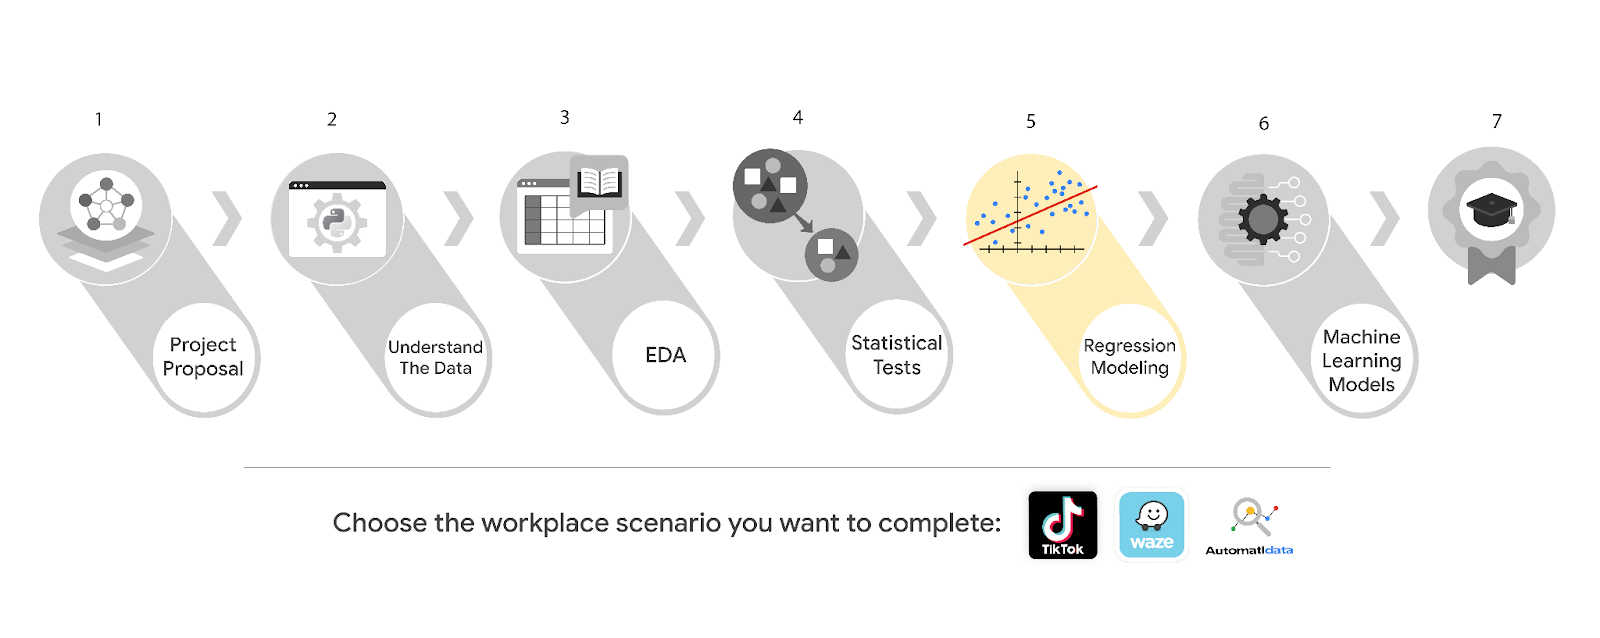 1
2
3
4
5
6
7
Project
Proposal
Understand
The Data
EDA
Statistical
Tests
Regression
Modeling
Machine
Learning
Models
Choose the workplace scenario you want to complete:
TikTok
waze
Automatidata